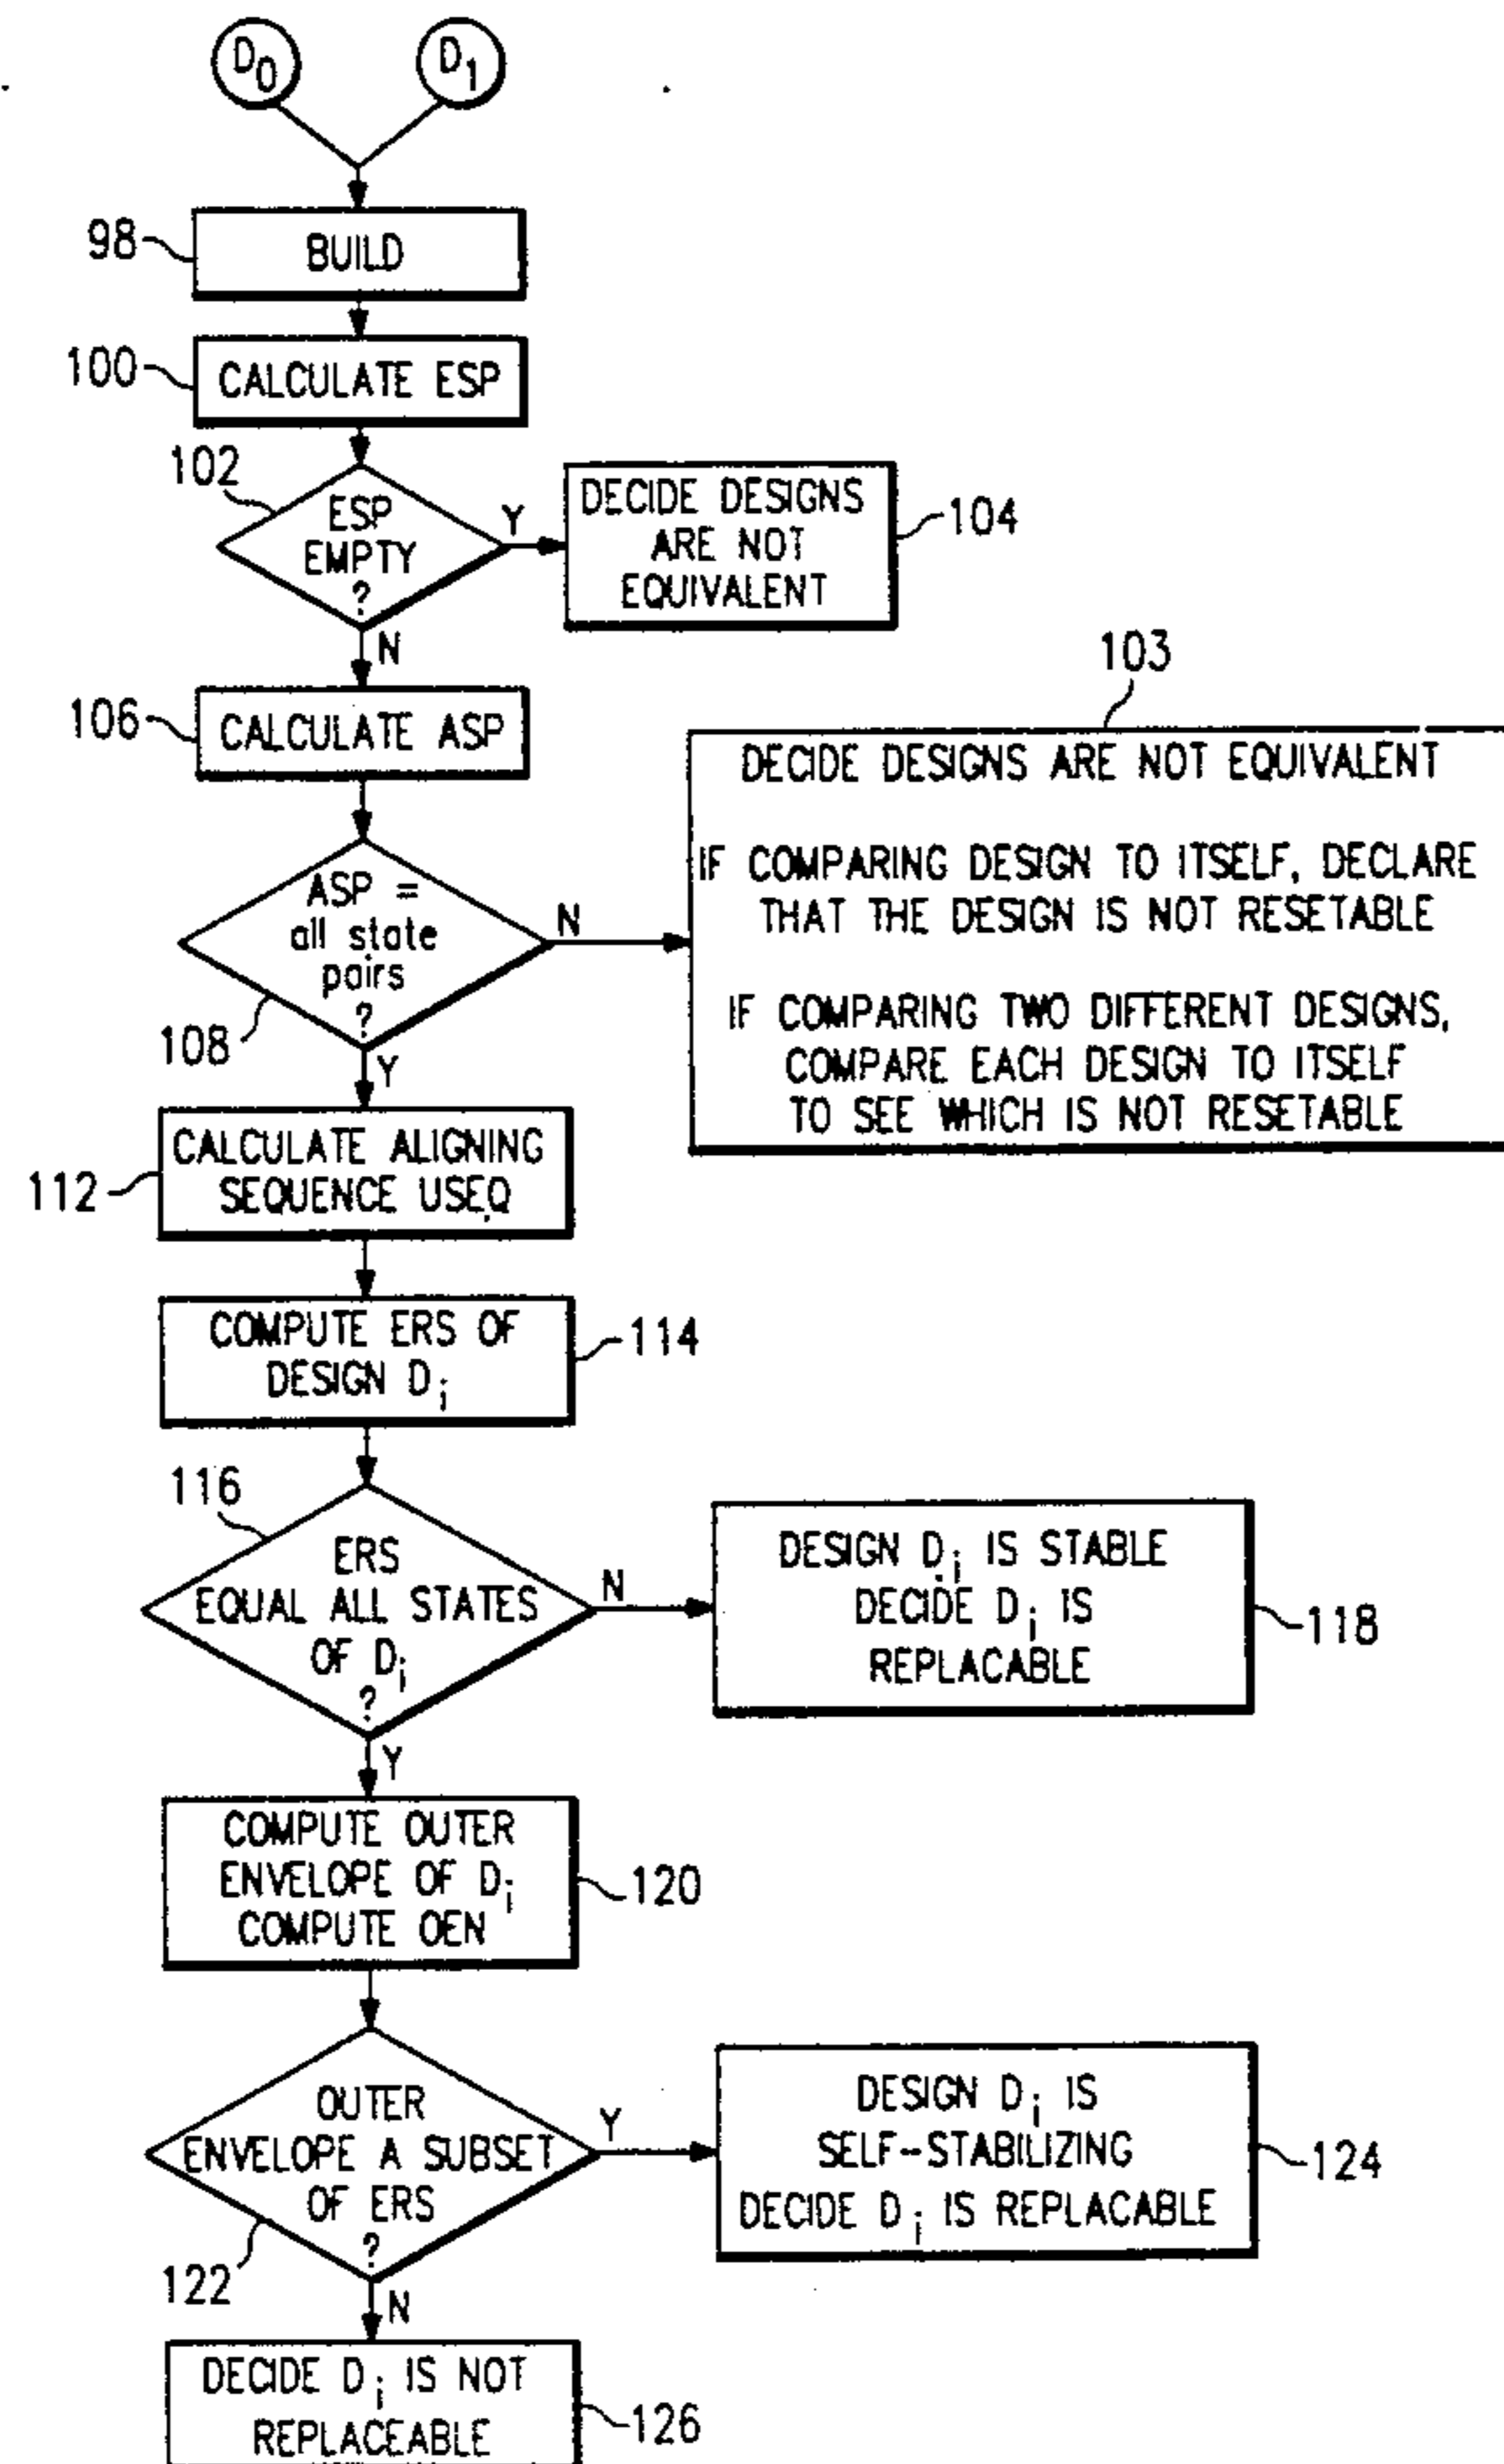 D0 D1
98
BUILD
100
CALCULATE ESP
102
ESP
EMPTY
?
Y
N
DECIDE DESIGNS
ARE NOT
EQUIVALENT
104
106
CALCULATE ASP
103
DECIDE DESIGNS ARE NOT EQUIVALENT
IF COMPARING DESIGN TO ITSELF, DECLARE
THAT THE DESIGN IS NOT RESETABLE
IF COMPARING TWO DIFFERENT DESIGNS,
COMPARE EACH DESIGN TO ITSELF
TO SEE WHICH IS NOT RESETABLE
ASP =
all state
pairs
?
N
108
Y
112
CALCULATE ALIGNING
SEQUENCE USEQ
COMPUTE ERS OF
DESIGN Di
114
116
ERS
EQUAL ALL STATES
OF Di
?
N
Y
DESIGN Di IS STABLE
DECIDE Di IS
REPLACABLE
118
COMPUTE OUTER
ENVELOPE OF Di
COMPUTE OEN
120
OUTER
ENVELOPE A SUBSET
OF ERS
?
Y
122
N
DESIGN Di IS
SELF-STABILIZING
DECIDE Di IS REPLACABLE
124
DECIDE Di IS NOT
REPLACEABLE
126